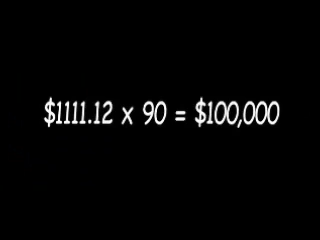 $1111.12 x 90 = $100,000